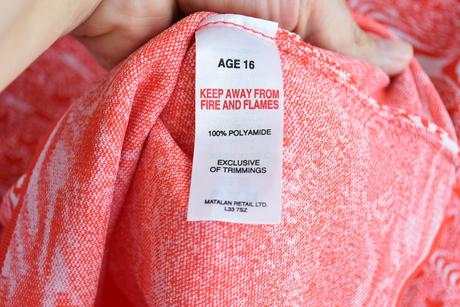 AGE 16
KEEP AWAY FROM
FIRE AND FLAMES
100% POLYAMIDE
EXCLUSIVE
OF TRIMMINGS
MATALAN RETAIL LTD.
L33 7SZ